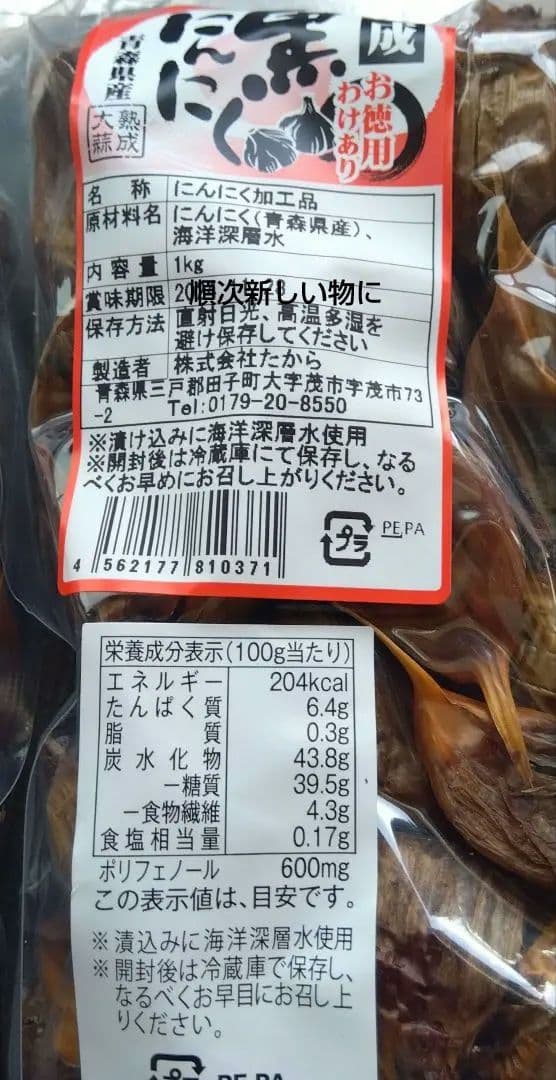 熟成
黒
にんにく
青森県産
熟成
大蒜
お徳用
わけあり
名称 にんにく加工品
原材料名 にんにく(青森県産)、
海洋深層水
内容量 1kg
賞味期限
順次新しい物に
保存方法 直射日光、高温多湿を
避け保存してください
製造者 株式会社たから
青森県三戸郡田子町大字茂市字茂市73
-2 Tel:0179-20-8550
※漬け込みに海洋深層水使用
※開封後は冷蔵庫にて保存し、なる
べくお早めにお召し上がりください。
4 562177 810371
プラ PE,PA
栄養成分表示(100g当たり)
エネルギー 204kcal
たんぱく質 6.4g
脂質 0.3g
炭水化物 43.8g
-糖質 39.5g
-食物繊維 4.3g
食塩相当量 0.17g
ポリフェノール 600mg
この表示値は、目安です。
※漬込みに海洋深層水使用
※開封後は冷蔵庫で保存し、
なるべくお早目にお召し上
りください。
PE,PA